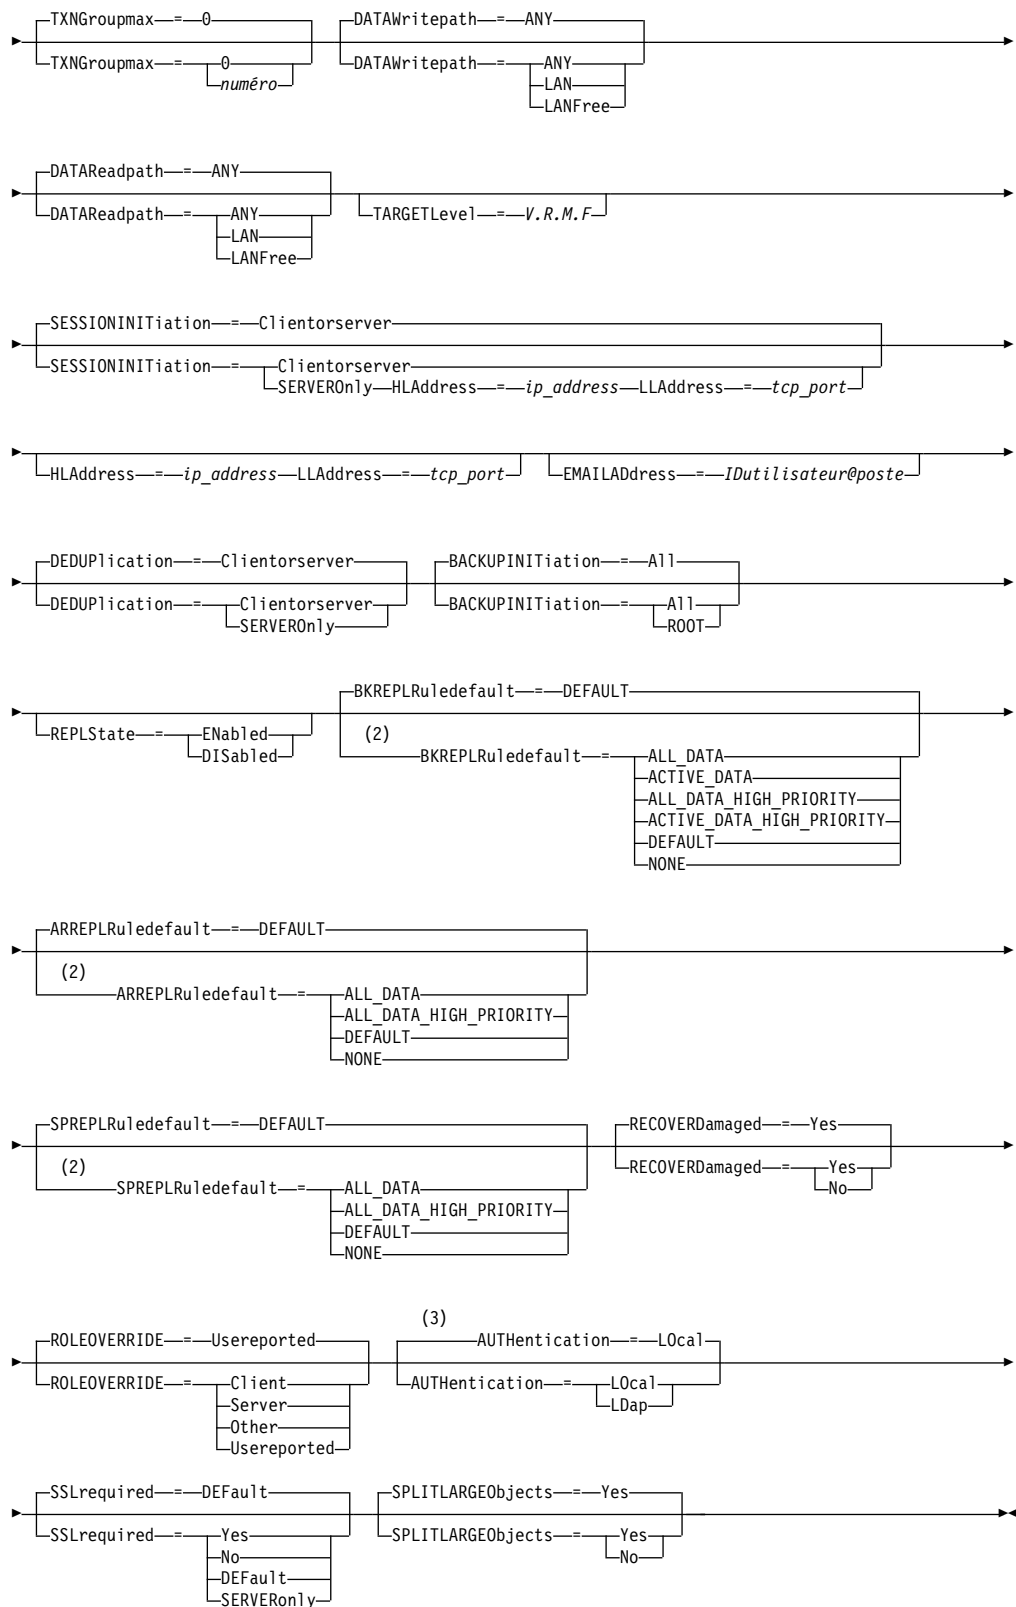 TXNGroupmax = 0 DATAWritepath = ANY
TXNGroupmax = 0 DATAWritepath = ANY
numéro LAN
LANFree
DATAReadpath = ANY
DATAReadpath = ANY TARGETLevel = V.R.M.F
LAN
LANFree
SESSIONINITiation = Clientorserver
SESSIONINITiation = Clientorserver
SERVEROnly HLAddress = ip_address LLAddress = tcp_port
HLAddress = ip_address LLAddress = tcp_port EMAILADdress = IDutilisateur@poste
DEDUPlication = Clientorserver BACKUPINITiation = All
DEDUPlication = Clientorserver BACKUPINITiation = All
SERVEROnly ROOT
BKREPLRuledefault = DEFAULT
REPLState = ENabled (2)
DISabled BKREPLRuledefault = ALL_DATA
ACTIVE_DATA
ALL_DATA_HIGH_PRIORITY
ACTIVE_DATA_HIGH_PRIORITY
DEFAULT
NONE
ARREPLRuledefault = DEFAULT
(2)
ARREPLRuledefault = ALL_DATA
ALL_DATA_HIGH_PRIORITY
DEFAULT
NONE
SPREPLRuledefault = DEFAULT RECOVERDamaged = Yes
(2) RECOVERDamaged = Yes
SPREPLRuledefault = ALL_DATA No
ALL_DATA_HIGH_PRIORITY
DEFAULT
NONE
(3)
ROLEOVERRIDE = Usereported AUTHentication = LOcal
ROLEOVERRIDE = Client AUTHentication = LOcal
Server LDap
Other
Usereported
SSLrequired = DEFault SPLITLARGEObjects = Yes
SSLrequired = Yes SPLITLARGEObjects = Yes
No No
DEFault
SERVERonly